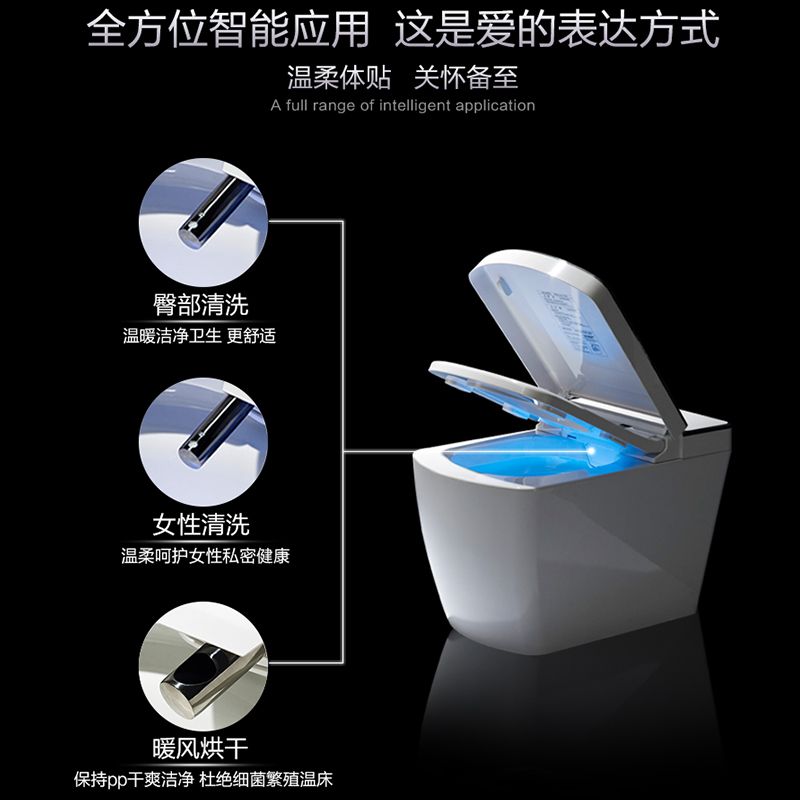 全方位智能应用 这是爱的表达方式
温柔体贴 关怀备至
A full range of intelligent application
臀部清洗
温暖洁净卫生 更舒适
女性清洗
温柔呵护女性私密健康
暖风烘干
保持pp干爽洁净 杜绝细菌繁殖温床